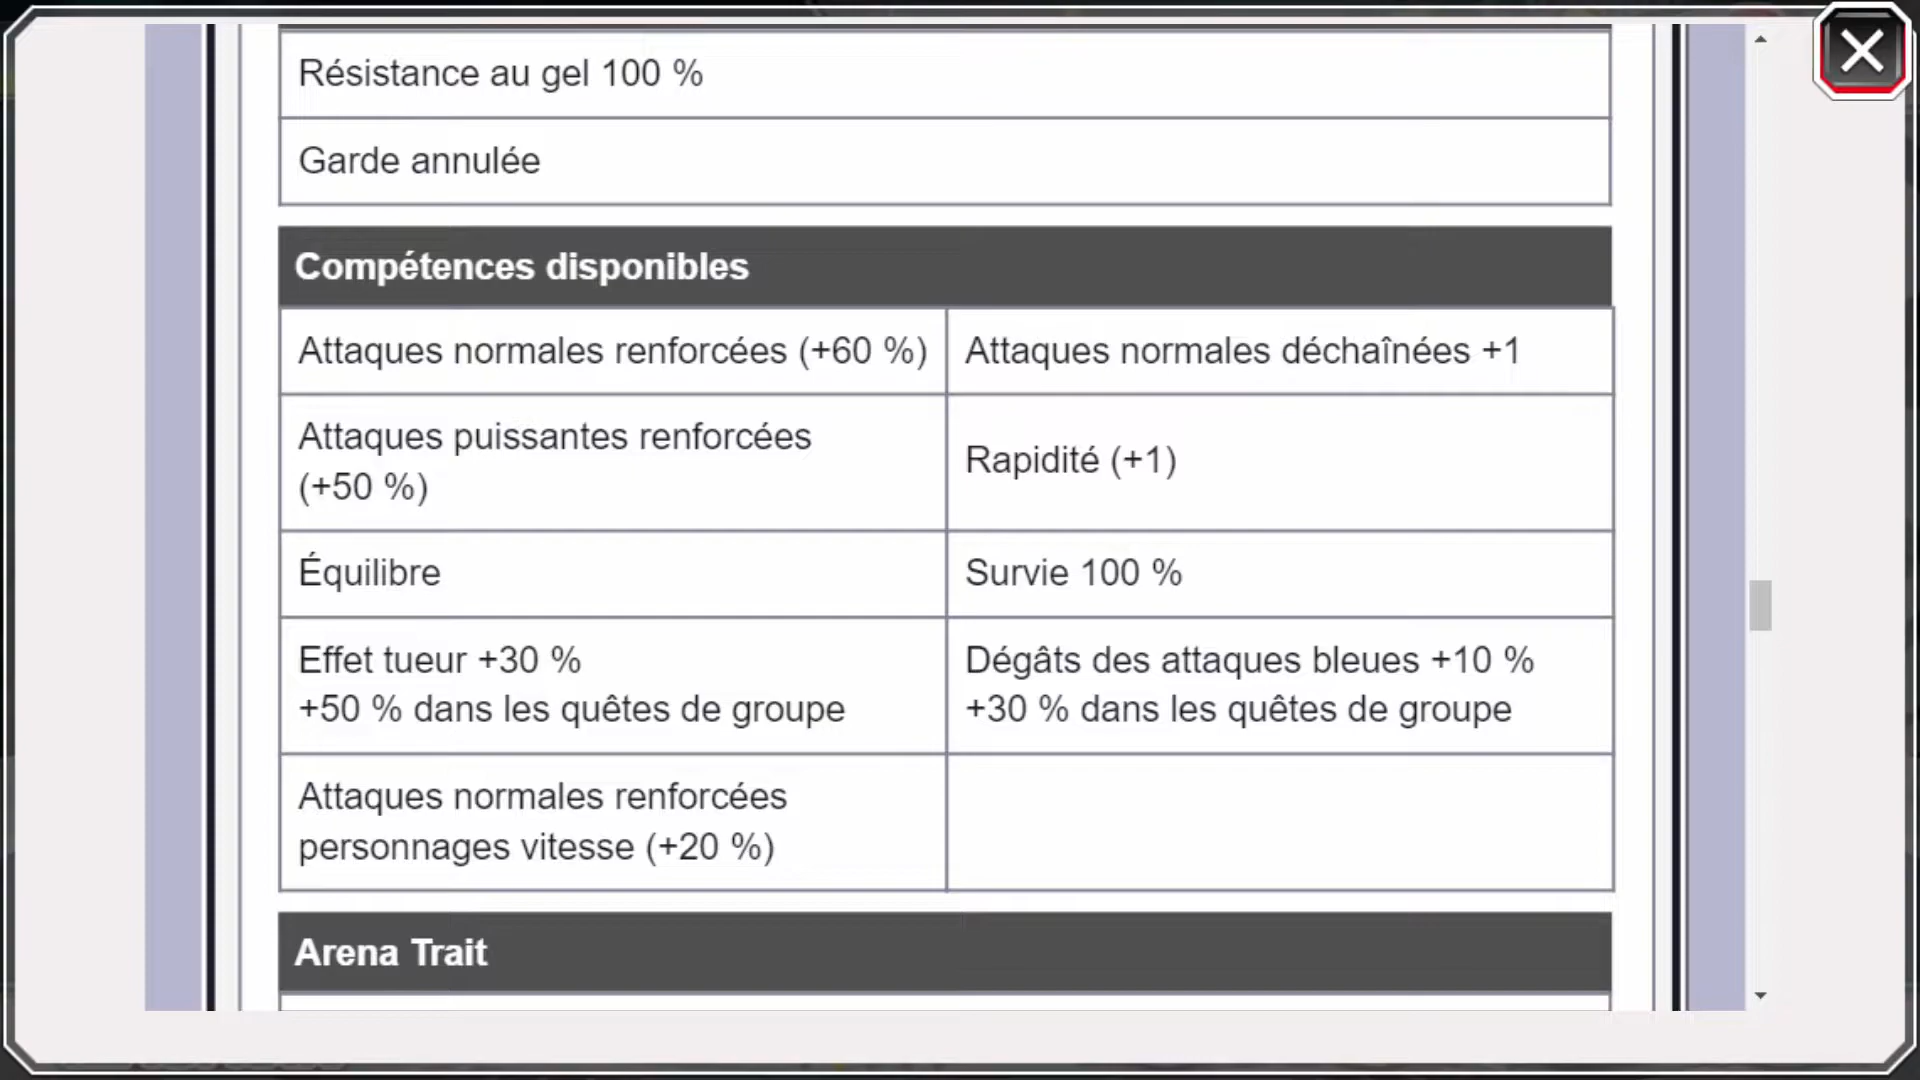 Résistance au gel 100 %
Garde annulée
Compétences disponibles
Attaques normales renforcées (+60 %)
Attaques normales déchaînées +1
Attaques puissantes renforcées
(+50 %)
Rapidité (+1)
Équilibre
Survie 100 %
Effet tueur +30 %
+50 % dans les quêtes de groupe
Dégâts des attaques bleues +10 %
+30 % dans les quêtes de groupe
Attaques normales renforcées
personnages vitesse (+20 %)
Arena Trait